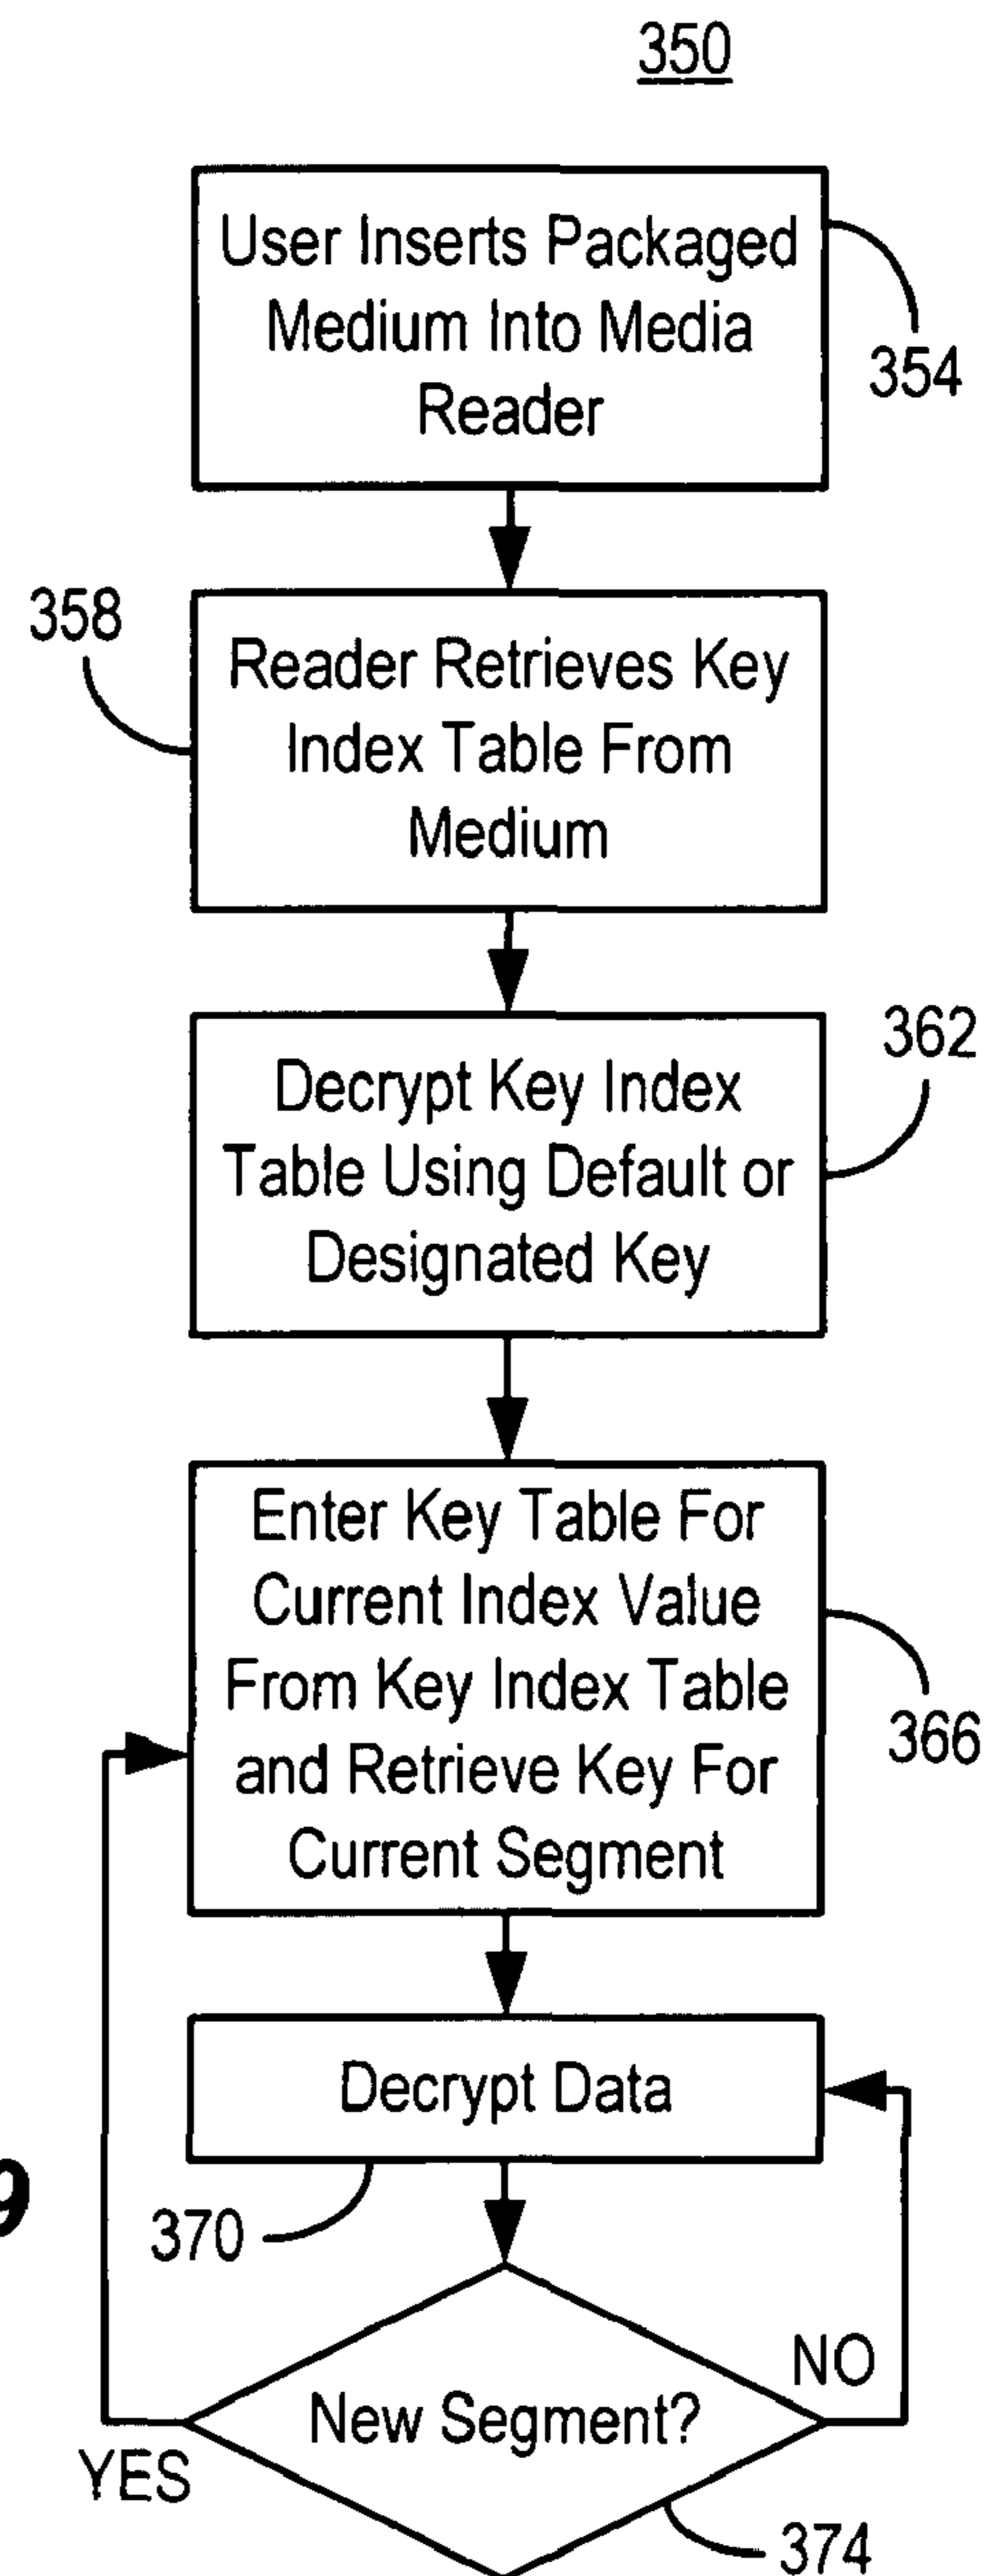 350
User Inserts Packaged
Medium Into Media
Reader
354
358
Reader Retrieves Key
Index Table From
Medium
362
Decrypt Key Index
Table Using Default or
Designated Key
Enter Key Table For
Current Index Value
From Key Index Table
and Retrieve Key For
Current Segment
366
Decrypt Data
9
370
NO
New Segment?
YES
374